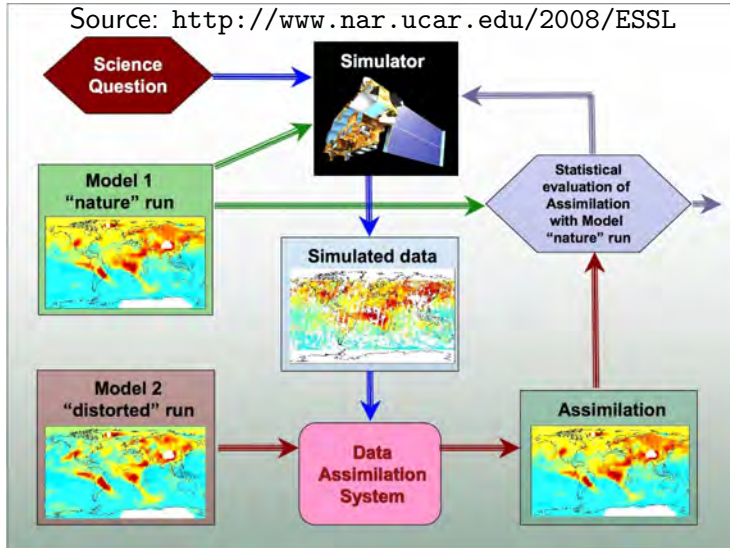 Source: http://www.nar.ucar.edu/2008/ESSL
Science
Question
Simulator
Model 1
"nature" run
Statistical
evaluation of
Assimilation
with Model
"nature" run
Simulated data
Model 2
"distorted" run
Data
Assimilation
System
Assimilation